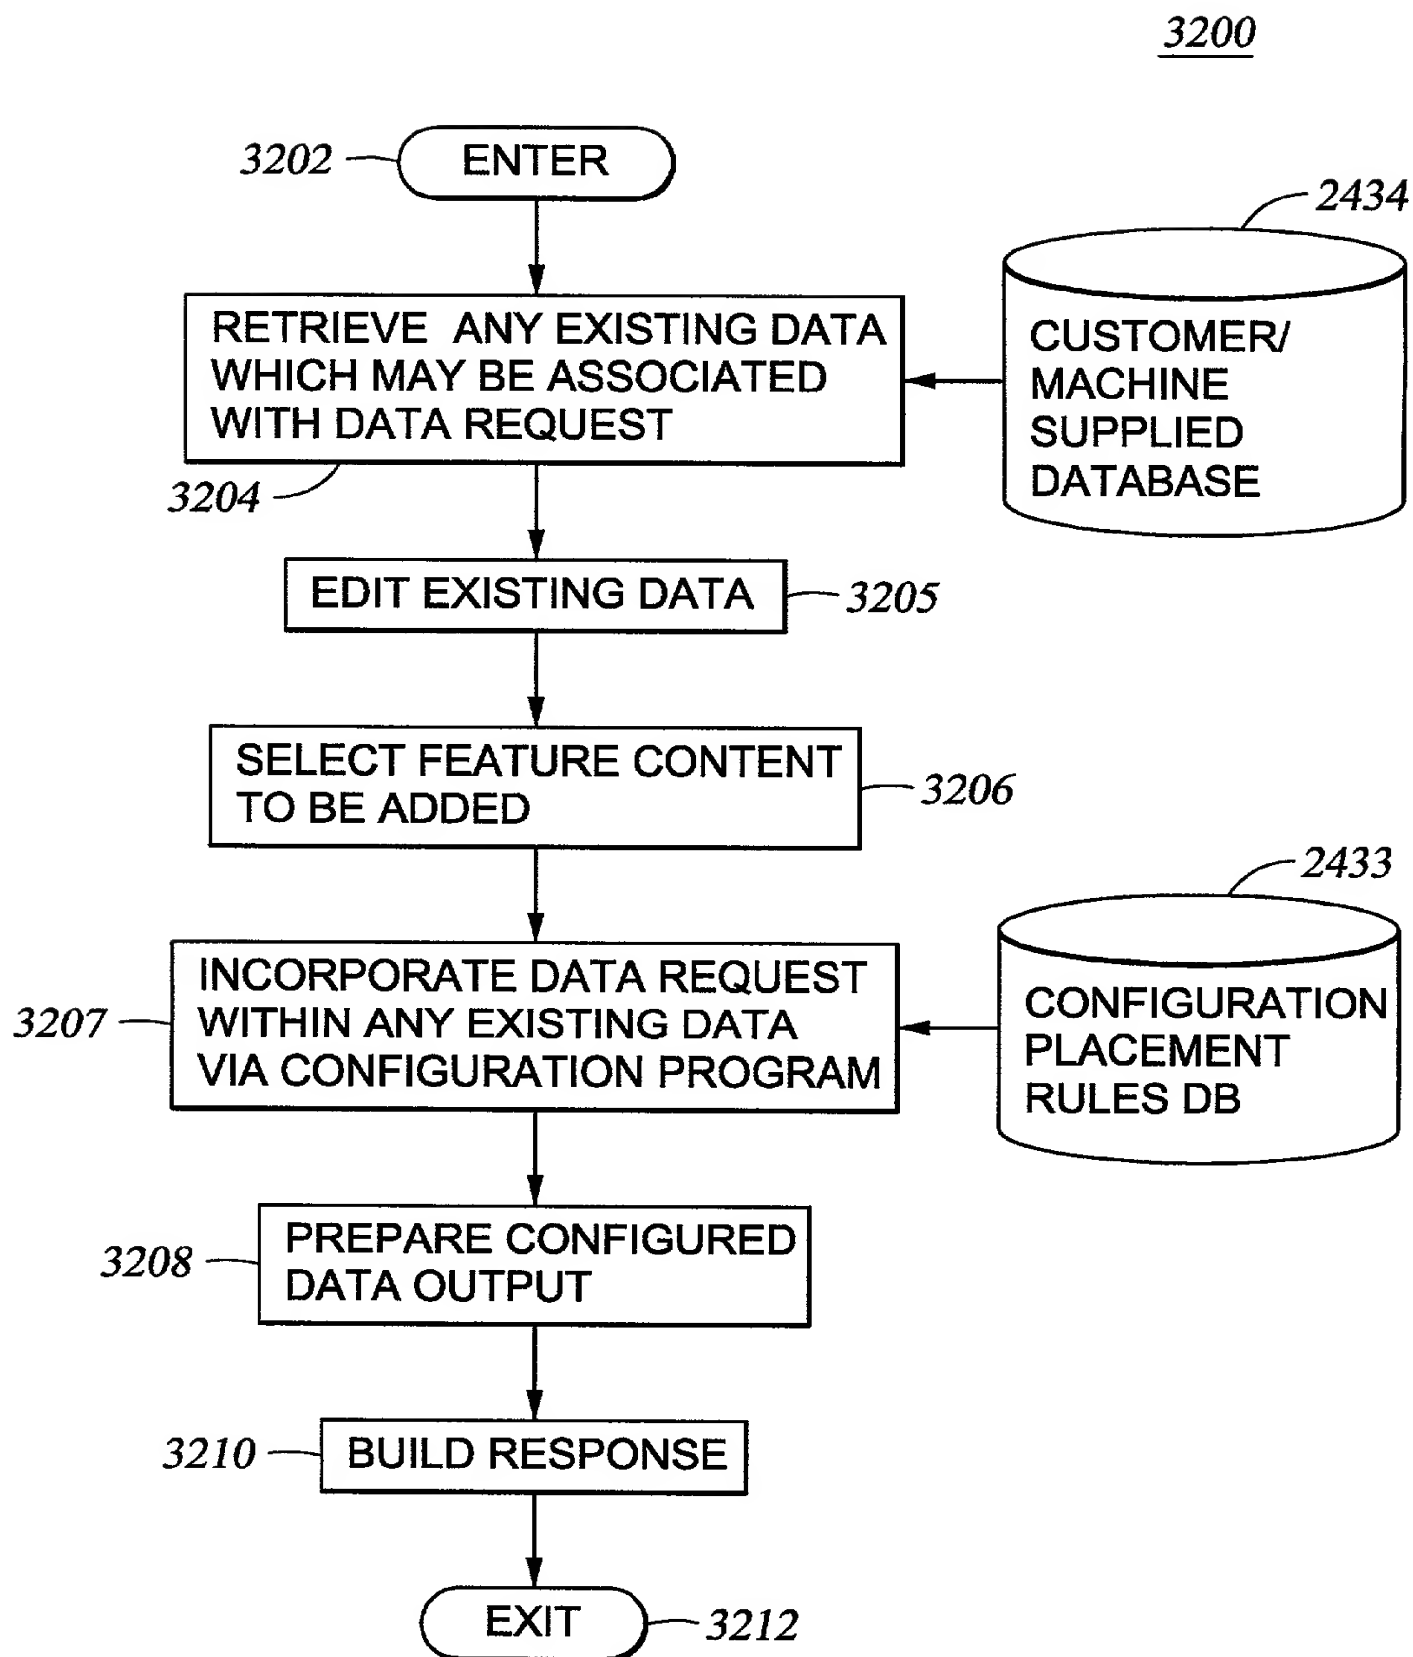 3200
3202
ENTER
2434
RETRIEVE ANY EXISTING DATA
WHICH MAY BE ASSOCIATED
WITH DATA REQUEST
3204
CUSTOMER/
MACHINE
SUPPLIED
DATABASE
EDIT EXISTING DATA
3205
SELECT FEATURE CONTENT
TO BE ADDED
3206
2433
3207
INCORPORATE DATA REQUEST
WITHIN ANY EXISTING DATA
VIA CONFIGURATION PROGRAM
CONFIGURATION
PLACEMENT
RULES DB
3208
PREPARE CONFIGURED
DATA OUTPUT
3210
BUILD RESPONSE
EXIT
3212